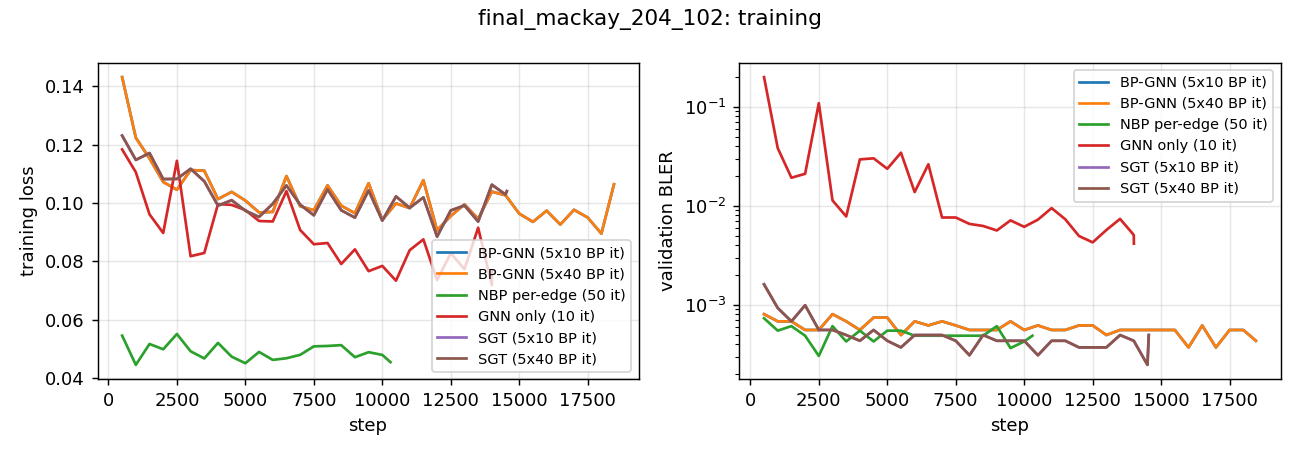 final_mackay_204_102: training
training loss
0.14
0.12
0.10
0.08
0.06
0.04
0
2500
5000
7500
10000
12500
15000
17500
step
BP-GNN (5x10 BP it)
BP-GNN (5x40 BP it)
NBP per-edge (50 it)
GNN only (10 it)
SGT (5x10 BP it)
SGT (5x40 BP it)
validation BLER
10⁻¹
10⁻²
10⁻³
0
2500
5000
7500
10000
12500
15000
17500
step
BP-GNN (5x10 BP it)
BP-GNN (5x40 BP it)
NBP per-edge (50 it)
GNN only (10 it)
SGT (5x10 BP it)
SGT (5x40 BP it)